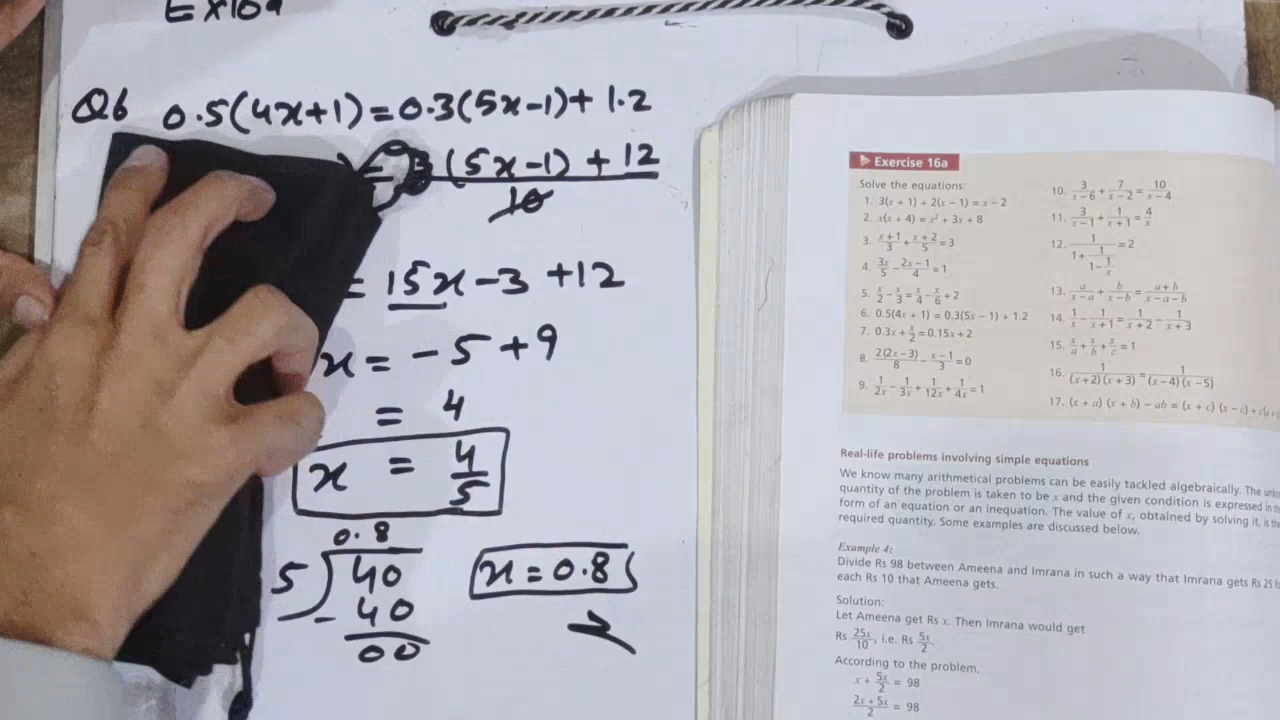 Q6 0.5(4x+1)=0.3(5x-1)+1.2
(5x-1) + 12
10
= 15x-3 +12
x = -5+9
= 4
x = 4/5
0.8
5 ) 40
- 40
00
x = 0.8
Exercise 16a
Solve the equations:
1. 3(x + 1) + 2(x − 1) = x − 2
2. x(x + 4) = x² + 3x + 8
3. x+1/3 + x+2/5 = 3
4. 3x/5 − 2x−1/4 = 1
5. x/2 − x/3 = x/4 − x/6 + 2
6. 0.5(4x + 1) = 0.3(5x − 1) + 1.2
7. 0.3x + x/2 = 0.15x + 2
8. 2(2x−3)/8 − x−1/3 = 0
9. 1/2x − 1/3x + 1/12x + 1/4x = 1
10. 3/x−6 + 7/x−2 = 10/x−4
11. 3/x−1 + 1/x+1 = 4/x
12. 1/1+1/1−1/x = 2
13. a/x−a + b/x−b = a+b/x−a−b
14. 1/x − 1/x+1 = 1/x+2 − 1/x+3
15. x/a + x/b + x/c = 1
16. 1/(x+2)(x+3) = 1/(x−4)(x−5)
17. (x + a) (x + b) − ab = (x + c) (x − c) +
Real-life problems involving simple equations
We know many arithmetical problems can be easily tackled algebraically. The
quantity of the problem is taken to be x and the given condition is expressed in
form of an equation or an inequation. The value of x, obtained by solving it, is
required quantity. Some examples are discussed below.
Example 4:
Divide Rs 98 between Ameena and Imrana in such a way that Imrana gets Rs 25
each Rs 10 that Ameena gets.
Solution:
Let Ameena get Rs x. Then Imrana would get
Rs 25x/10, i.e. Rs 5x/2.
According to the problem,
x + 5x/2 = 98
2x + 5x/2 = 98